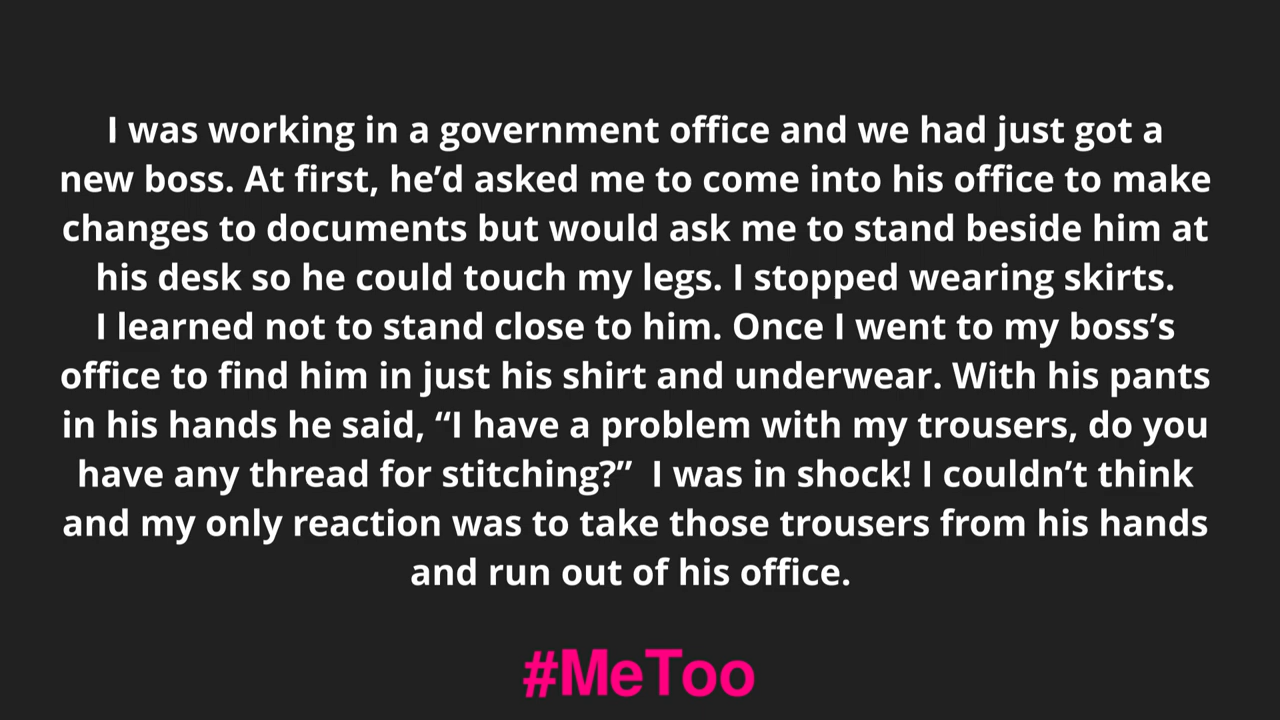 I was working in a government office and we had just got a
new boss. At first, he’d asked me to come into his office to make
changes to documents but would ask me to stand beside him at
his desk so he could touch my legs. I stopped wearing skirts.
I learned not to stand close to him. Once I went to my boss’s
office to find him in just his shirt and underwear. With his pants
in his hands he said, “I have a problem with my trousers, do you
have any thread for stitching?”  I was in shock! I couldn’t think
and my only reaction was to take those trousers from his hands
and run out of his office.
#MeToo